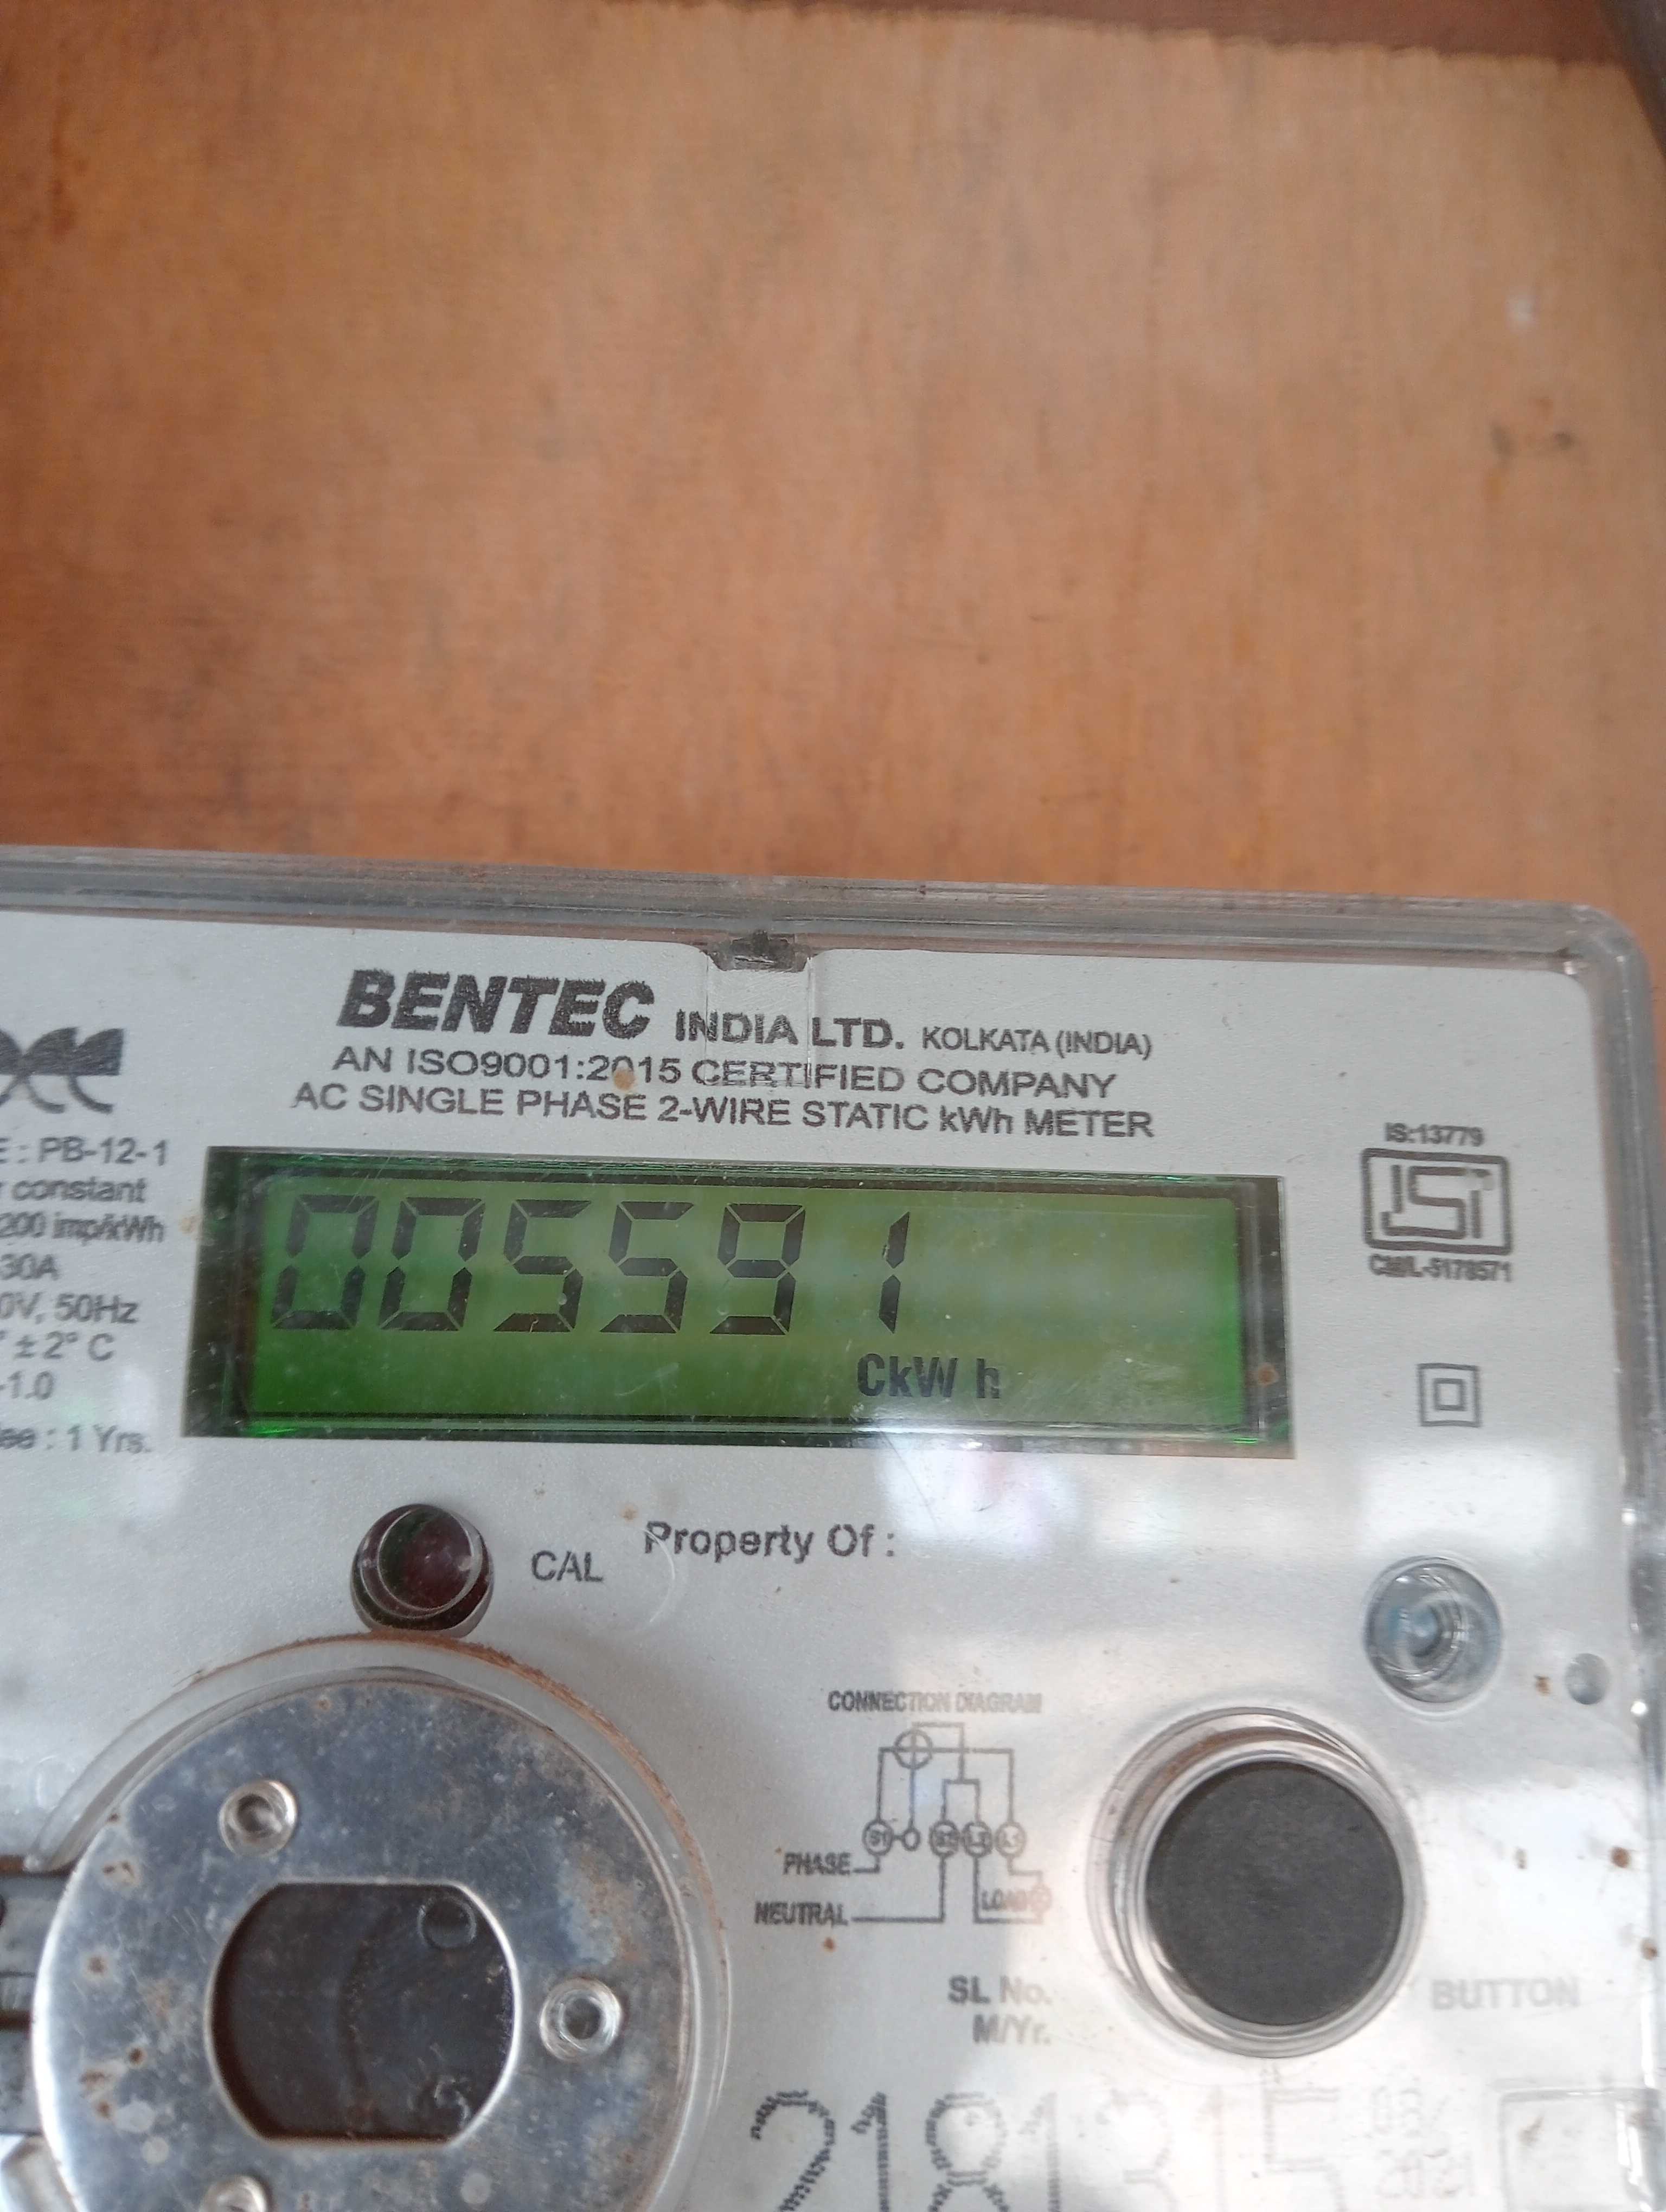 BENTEC INDIA LTD. KOLKATA (INDIA)
AN ISO9001:2015 CERTIFIED COMPANY
AC SINGLE PHASE 2-WIRE STATIC kWh METER
E : PB-12-1
constant
200 imp/kWh
30A
0V, 50Hz
± 2° C
-1.0
: 1 Yrs.
005591
CkW h
IS:13779
ISI
CM/L-5178571
CAL
Property Of :
CONNECTION DIAGRAM
PHASE
NEUTRAL
LOAD
BUTTON
SL No.
M/Yr.
2181315